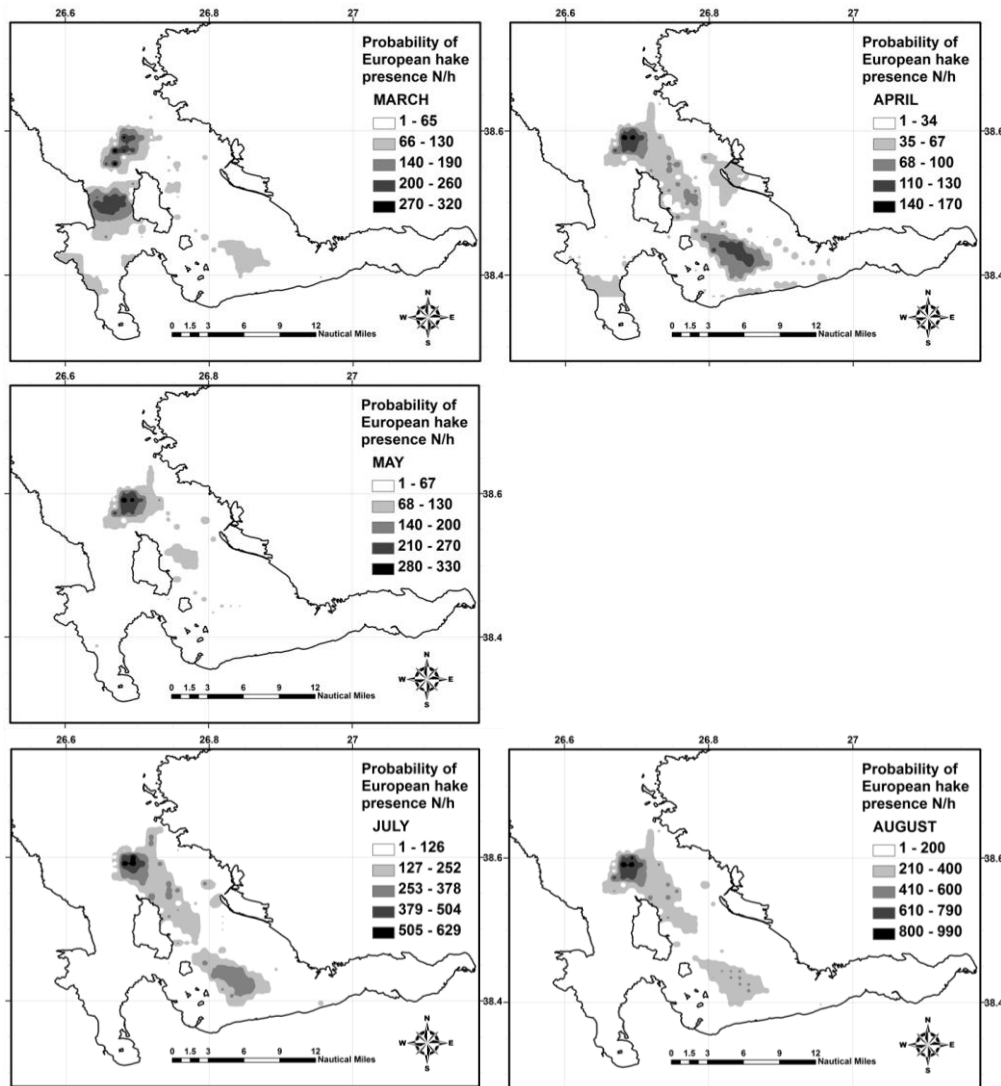 26.6 26.8 27
Probability of
European hake
presence N/h
MARCH
1 - 65
66 - 130
140 - 190
200 - 260
270 - 320
N
W E
S
0 1.5 3 6 9 12
Nautical Miles
26.6 26.8 27
38.6
38.4
Probability of
European hake
presence N/h
APRIL
1 - 34
35 - 67
68 - 100
110 - 130
140 - 170
N
W E
S
0 1.5 3 6 9 12
Nautical Miles
38.6
38.4
26.6 26.8 27
Probability of
European hake
presence N/h
MAY
1 - 67
68 - 130
140 - 200
210 - 270
280 - 330
N
W E
S
0 1.5 3 6 9 12
Nautical Miles
38.6
38.4
26.6 26.8 27
Probability of
European hake
presence N/h
JULY
1 - 126
127 - 252
253 - 378
379 - 504
505 - 629
N
W E
S
0 1.5 3 6 9 12
Nautical Miles
38.6
38.4
26.6 26.8 27
Probability of
European hake
presence N/h
AUGUST
1 - 200
210 - 400
410 - 600
610 - 790
800 - 990
N
W E
S
0 1.5 3 6 9 12
Nautical Miles